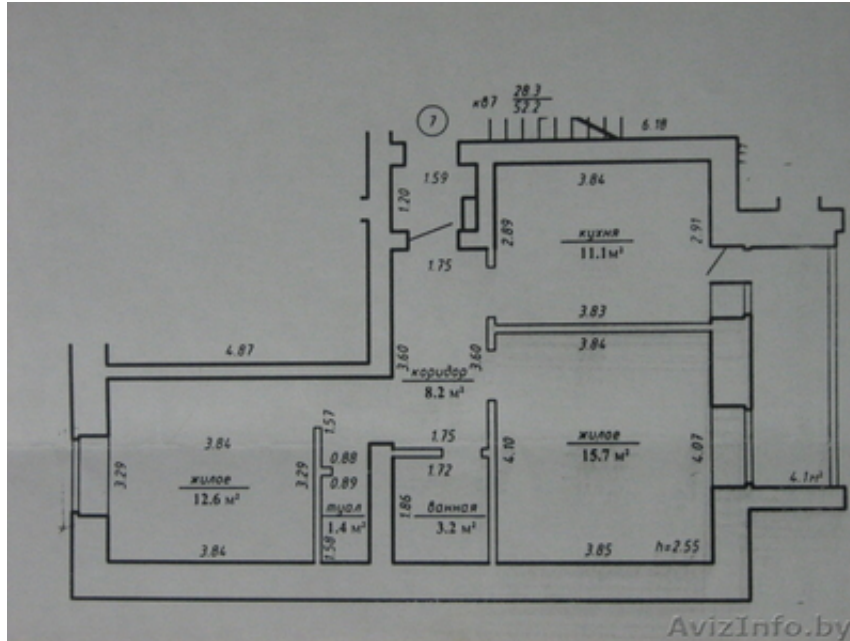 кв7 28.3
52.2
7
6.18
1.59
3.84
1.20
2.89
2.91
кухня
11.1м²
1.75
3.83
4.87
3.60
3.60
3.84
коридор
8.2 м²
1.57
3.84
1.75
жилое
15.7 м²
3.29
3.29
0.88
1.72
4.10
4.07
жилое
12.6 м²
0.89
4.1м²
туал
1.4 м²
1.86
ванная
3.2 м²
3.84
1.58
3.85
h=2.55
AvizInfo.by